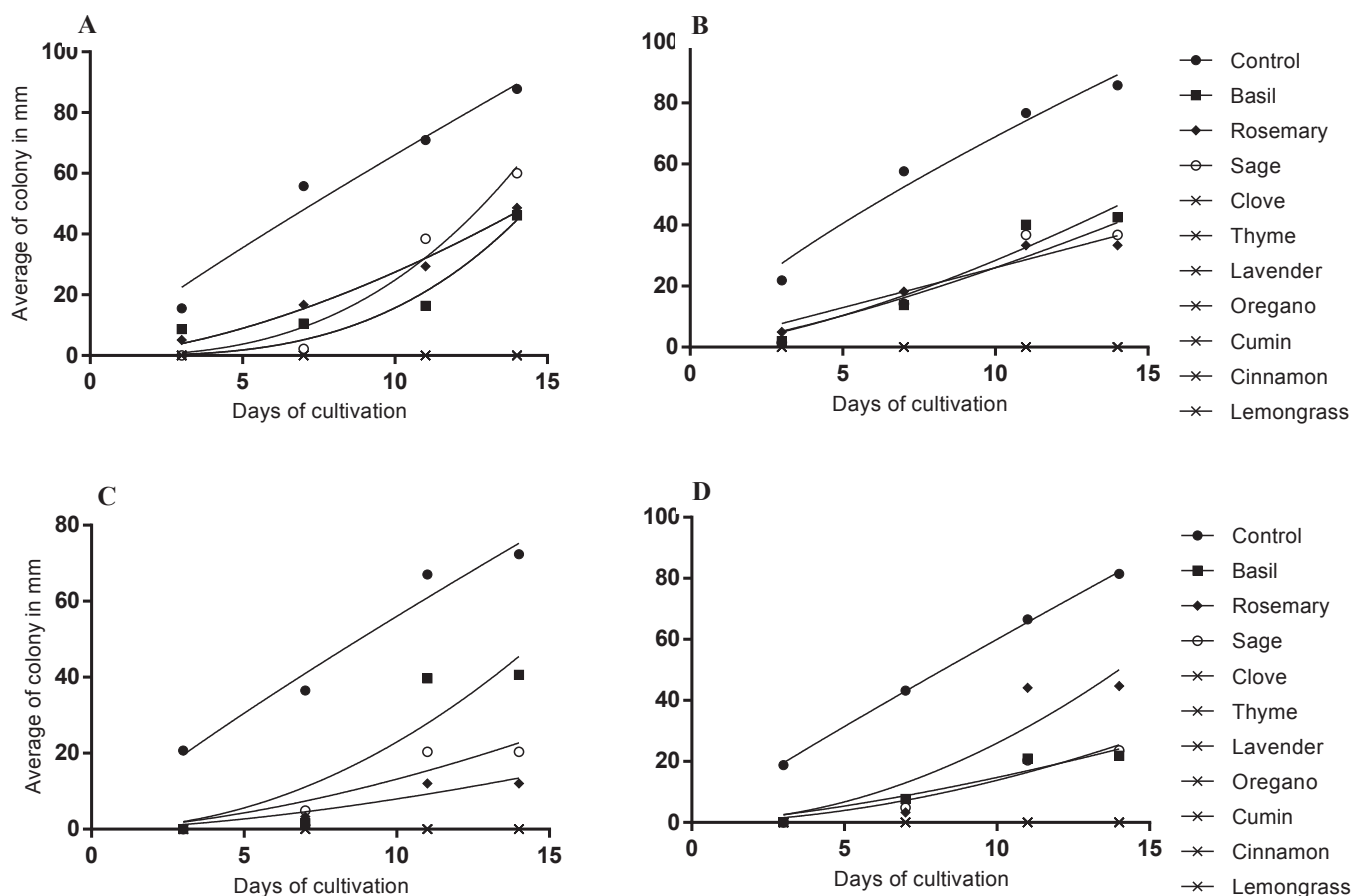 A
100
80
60
40
20
0
0 5 10 15
Average of colony in mm
Days of cultivation
B
100
80
60
40
20
0
0 5 10 15
Days of cultivation
Control
Basil
Rosemary
Sage
Clove
Thyme
Lavender
Oregano
Cumin
Cinnamon
Lemongrass
C
80
60
40
20
0
0 5 10 15
Average of colony in mm
Days of cultivation
D
100
80
60
40
20
0
0 5 10 15
Days of cultivation
Control
Basil
Rosemary
Sage
Clove
Thyme
Lavender
Oregano
Cumin
Cinnamon
Lemongrass